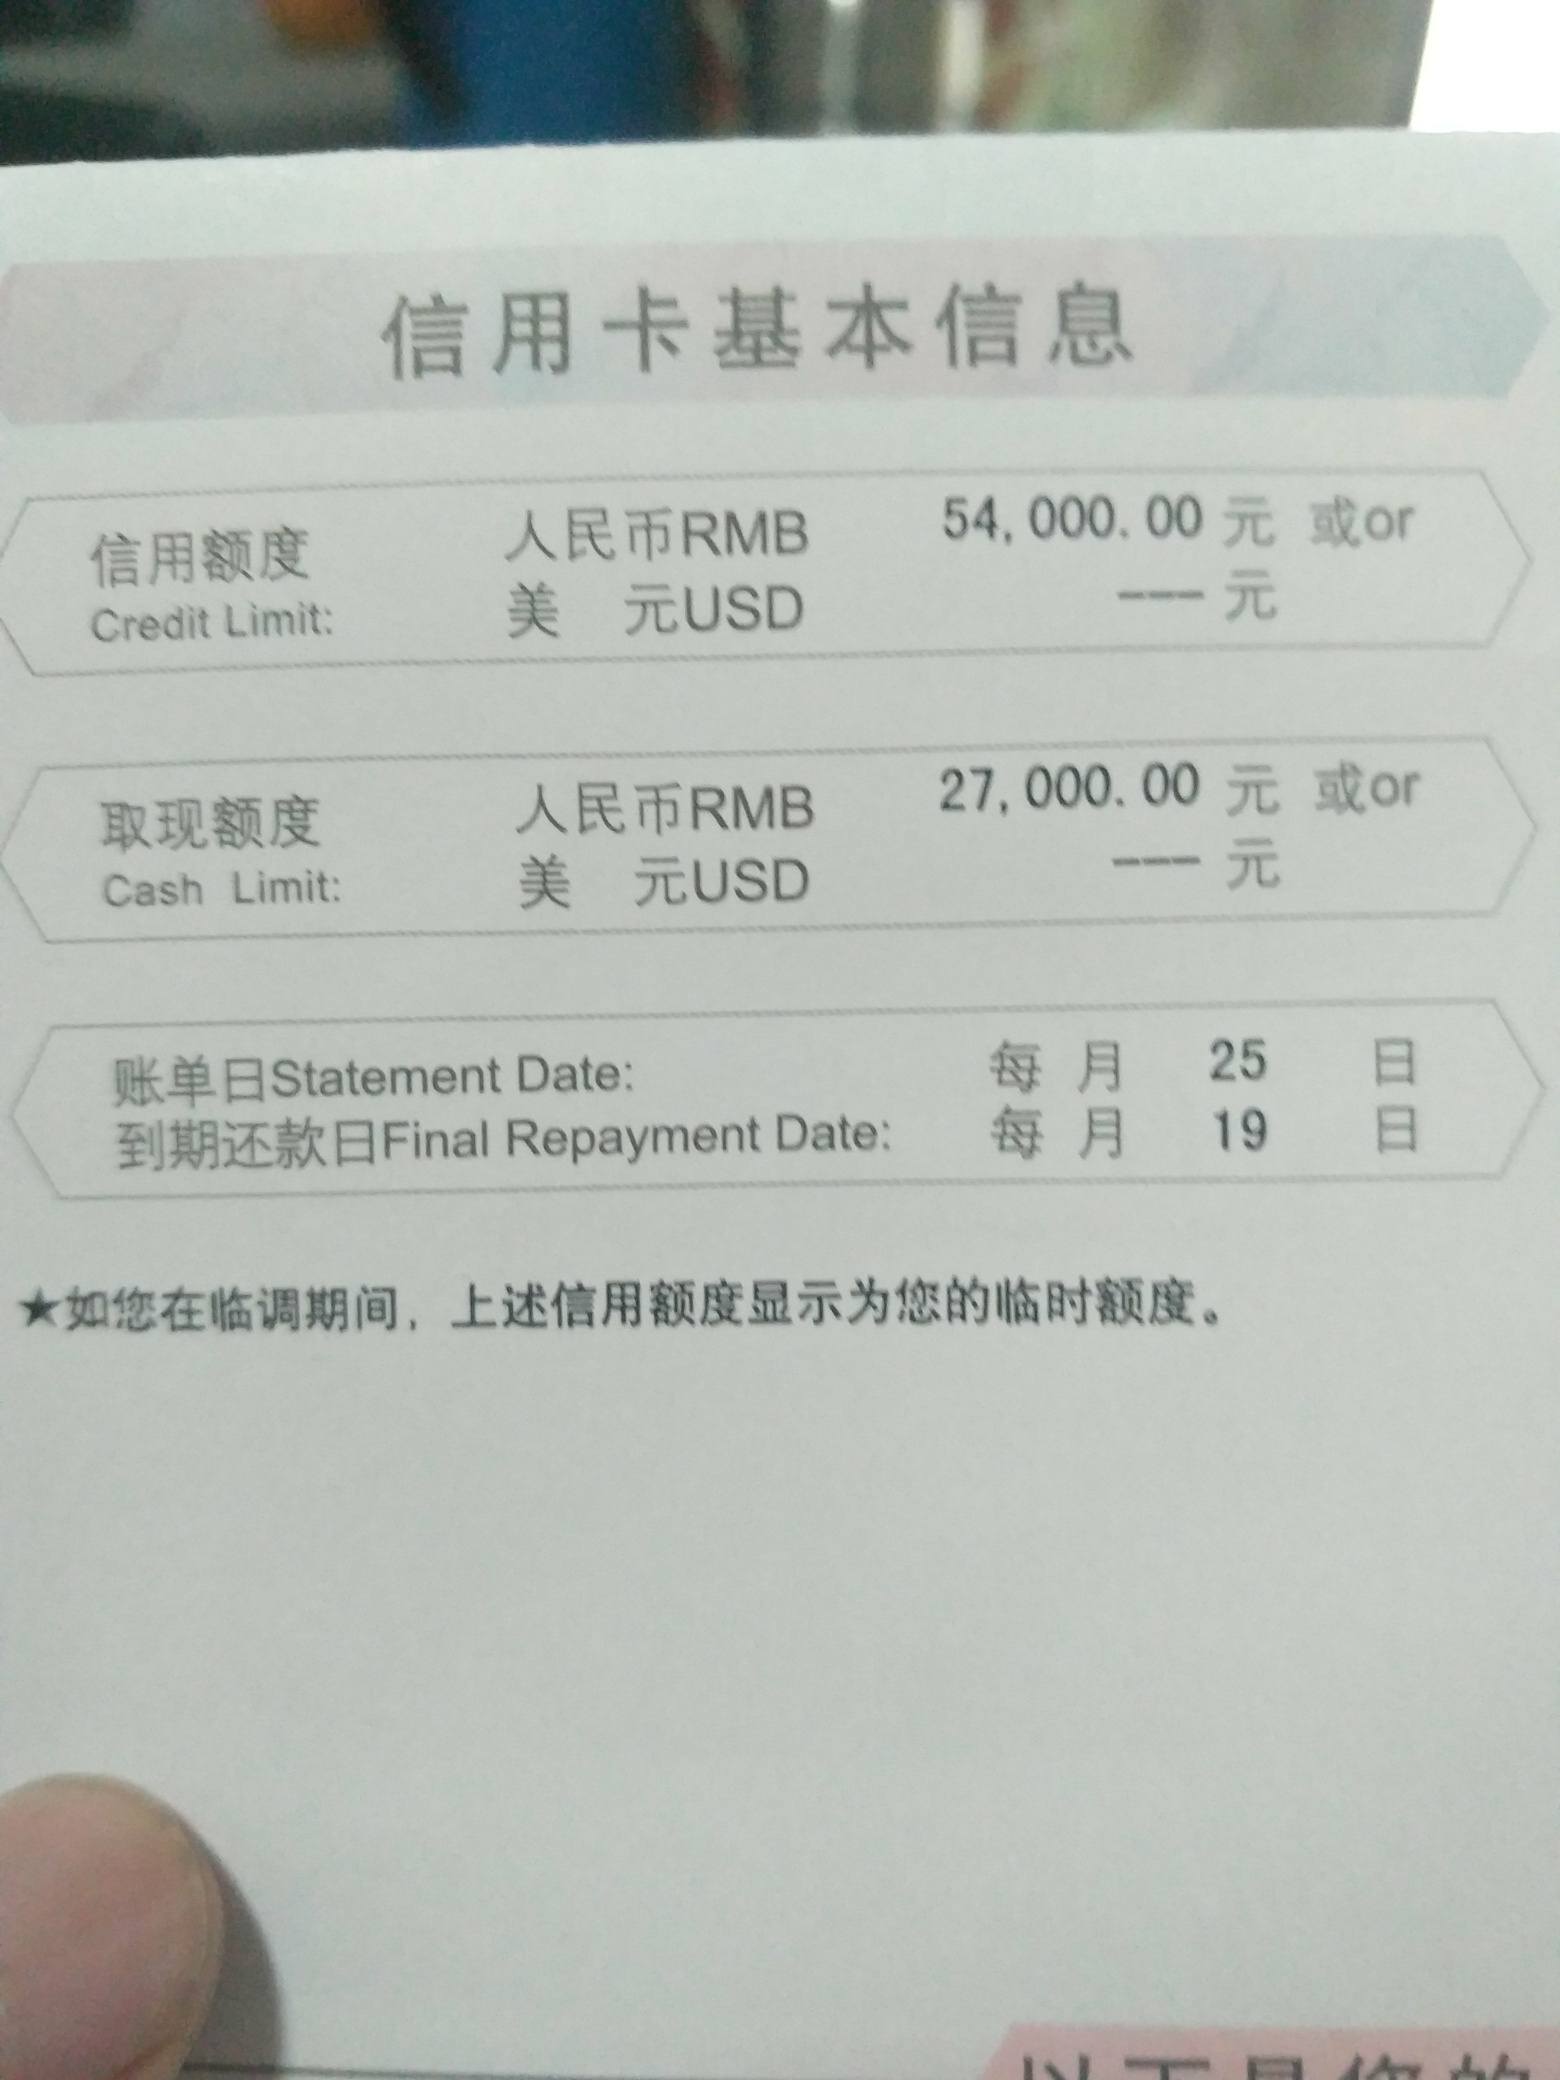 信用卡基本信息
信用额度 人民币RMB 54,000.00 元 或or
Credit Limit: 美 元USD --- 元
取现额度 人民币RMB 27,000.00 元 或or
Cash Limit: 美 元USD --- 元
账单日Statement Date: 每 月 25 日
到期还款日Final Repayment Date: 每 月 19 日
★如您在临调期间，上述信用额度显示为您的临时额度。
以下是您的